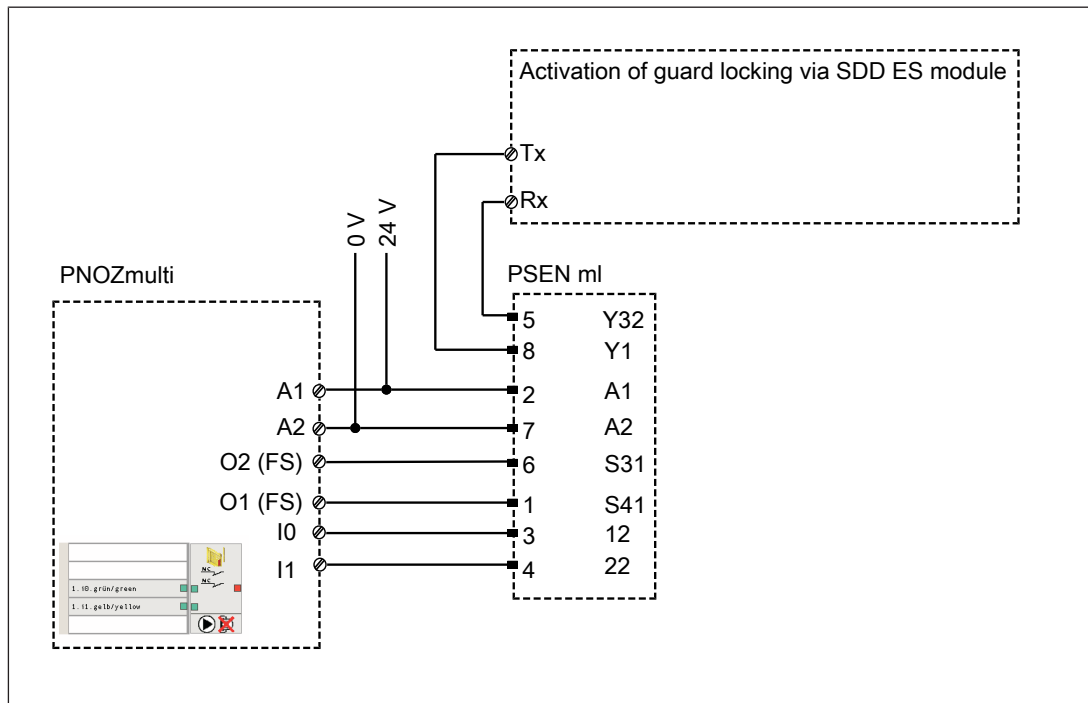 Activation of guard locking via SDD ES module
Tx
Rx
0 V
24 V
PNOZmulti
PSEN ml
5 Y32
8 Y1
A1 2 A1
A2 7 A2
O2 (FS) 6 S31
O1 (FS) 1 S41
I0 3 12
I1 4 22
NC
NC
1.i0.grün/green
1.i1.gelb/yellow